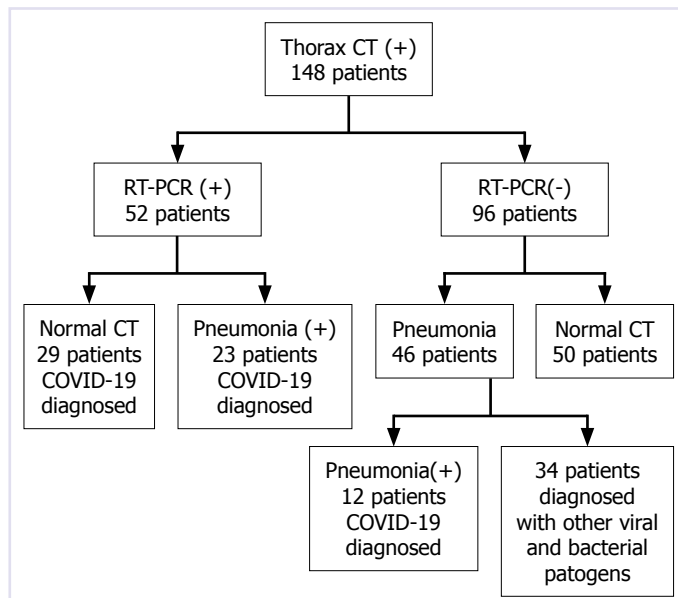 Thorax CT (+)
148 patients
RT-PCR (+)
52 patients
RT-PCR(-)
96 patients
Normal CT
29 patients
COVID-19
diagnosed
Pneumonia (+)
23 patients
COVID-19
diagnosed
Pneumonia
46 patients
Normal CT
50 patients
Pneumonia(+)
12 patients
COVID-19
diagnosed
34 patients
diagnosed
with other viral
and bacterial
patogens